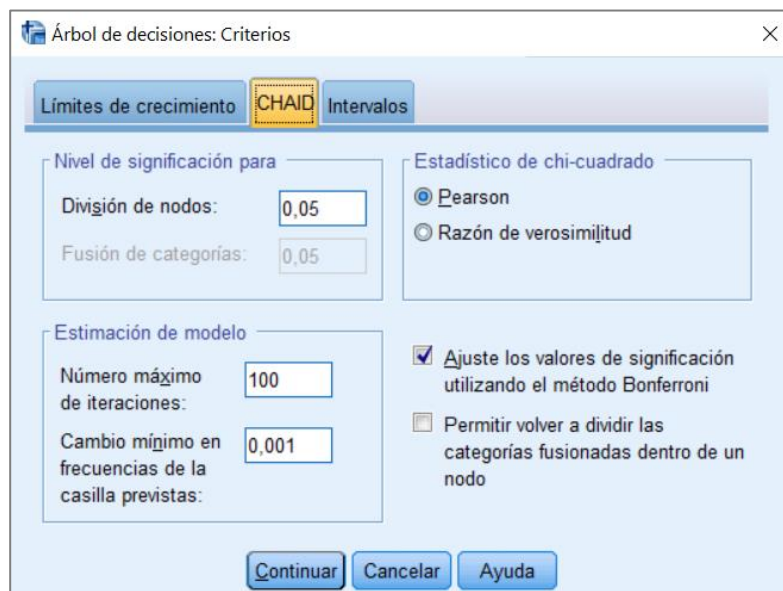 Árbol de decisiones: Criterios
Límites de crecimiento
CHAID
Intervalos
Nivel de significación para
División de nodos:
0,05
Fusión de categorías:
0,05
Estadístico de chi-cuadrado
Pearson
Razón de verosimilitud
Estimación de modelo
Número máximo
de iteraciones:
100
Cambio mínimo en
frecuencias de la
casilla previstas:
0,001
Ajuste los valores de significación
utilizando el método Bonferroni
Permitir volver a dividir las
categorías fusionadas dentro de un
nodo
Continuar
Cancelar
Ayuda